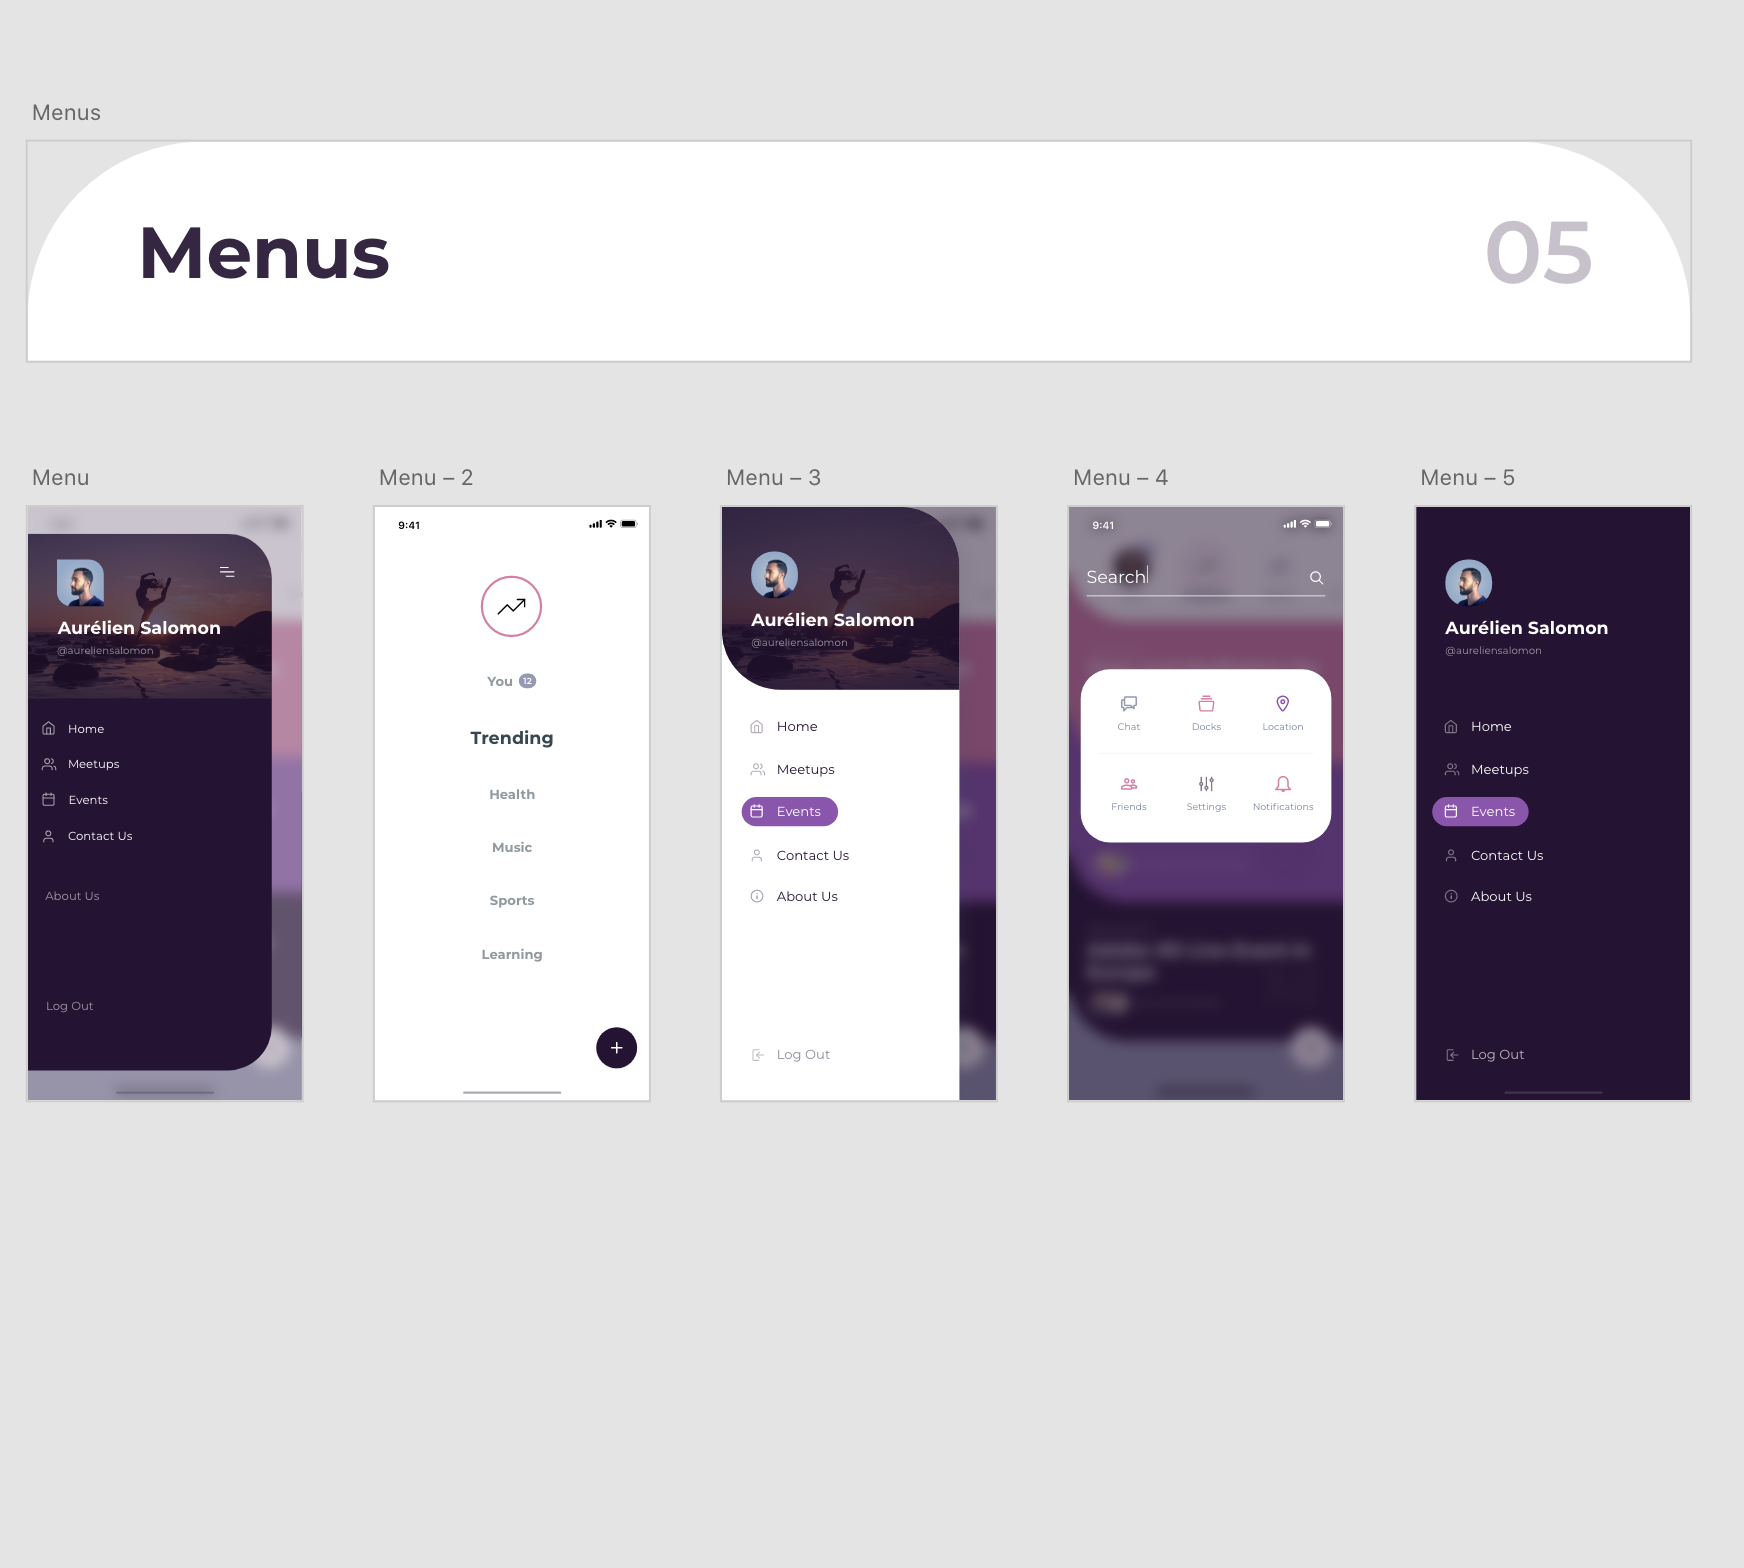 Menus
Menus
05
Menu
Aurélien Salomon
@aureliensalomon
Home
Meetups
Events
Contact Us
About Us
Log Out
Menu – 2
9:41
You 12
Trending
Health
Music
Sports
Learning
Menu – 3
Aurélien Salomon
@aureliensalomon
Home
Meetups
Events
Contact Us
About Us
Log Out
Menu – 4
9:41
Search
Chat
Docks
Location
Friends
Settings
Notifications
Menu – 5
Aurélien Salomon
@aureliensalomon
Home
Meetups
Events
Contact Us
About Us
Log Out